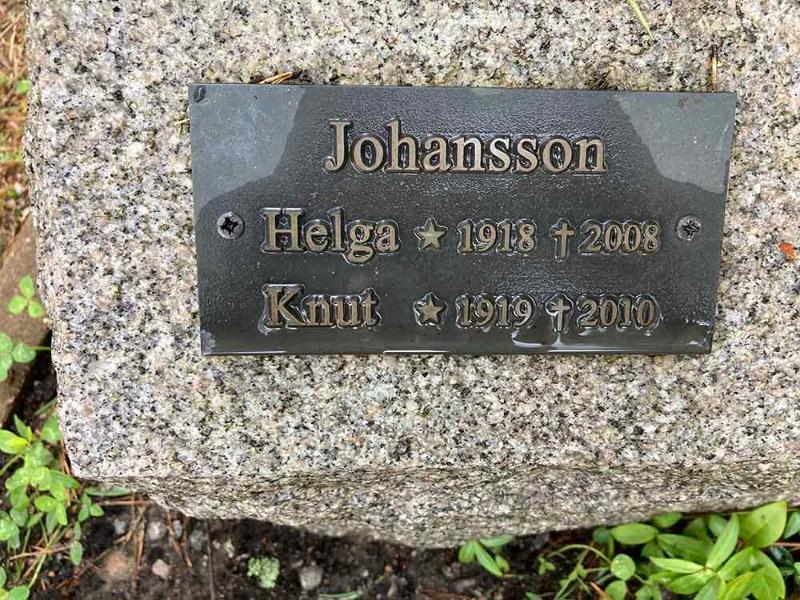 Johansson
Helga ★ 1918 ✝ 2008
Knut ★ 1919 ✝ 2010